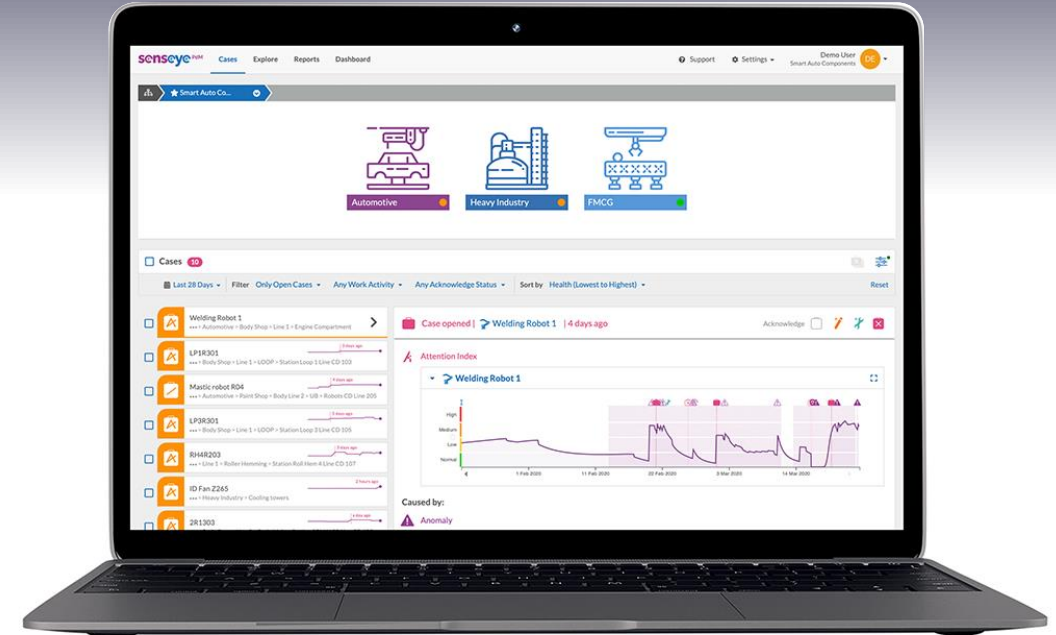 senseye PdM Cases Explore Reports Dashboard Support Settings Demo User
Smart Auto Components DE
Smart Auto Co...
Automotive Heavy Industry FMCG
Cases 10
Last 28 Days Filter Only Open Cases Any Work Activity Any Acknowledge Status Sort by Health (Lowest to Highest) Reset
Welding Robot 1
••• > Automotive > Body Shop > Line 1 > Engine Compartment
LP1R301
••• > Body Shop > Line 1 > LOOP > Station Loop 1 Line CD 103
Mastic robot R04
••• > Automotive > Paint Shop > Body Line 2 > UB > Robots CD Line 205
LP3R301
••• > Body Shop > Line 1 > LOOP > Station Loop 3 Line CD 105
RH4R203
••• > Line 1 > Roller Hemming > Station Roll Hem 4 Line CD 107
ID Fan Z265
2 hours ago
••• > Heavy Industry > Cooling towers
2R1303
Case opened | Welding Robot 1 | 4 days ago Acknowledge
Attention Index
Welding Robot 1
High
Medium
Low
Normal
1 Feb 2020 11 Feb 2020 22 Feb 2020 3 Mar 2020 14 Mar 2020
Caused by:
Anomaly